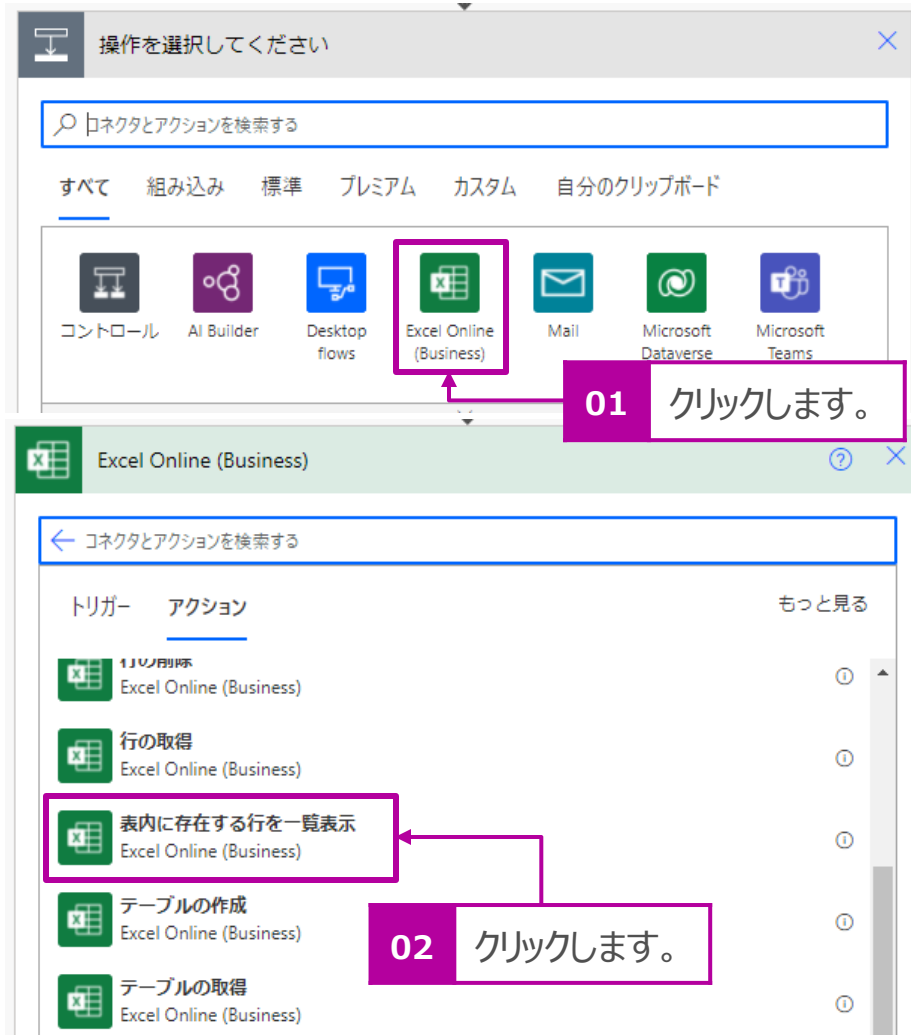 操作を選択してください
コネクタとアクションを検索する
すべて 組み込み 標準 プレミアム カスタム 自分のクリップボード
コントロール
AI Builder
Desktop
flows
Excel Online
(Business)
Mail
Microsoft
Dataverse
Microsoft
Teams
01 クリックします。
Excel Online (Business)
コネクタとアクションを検索する
トリガー アクション もっと見る
行の削除
Excel Online (Business)
行の取得
Excel Online (Business)
表内に存在する行を一覧表示
Excel Online (Business)
テーブルの作成
Excel Online (Business)
02 クリックします。
テーブルの取得
Excel Online (Business)